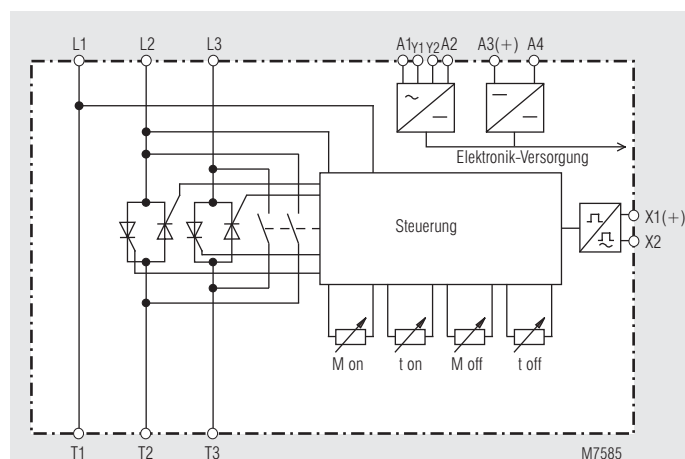 L1 L2 L3 A1 Y1 Y2 A2 A3(+) A4
Elektronik-Versorgung
Steuerung
X1(+)
X2
M on t on M off t off
T1 T2 T3 M7585